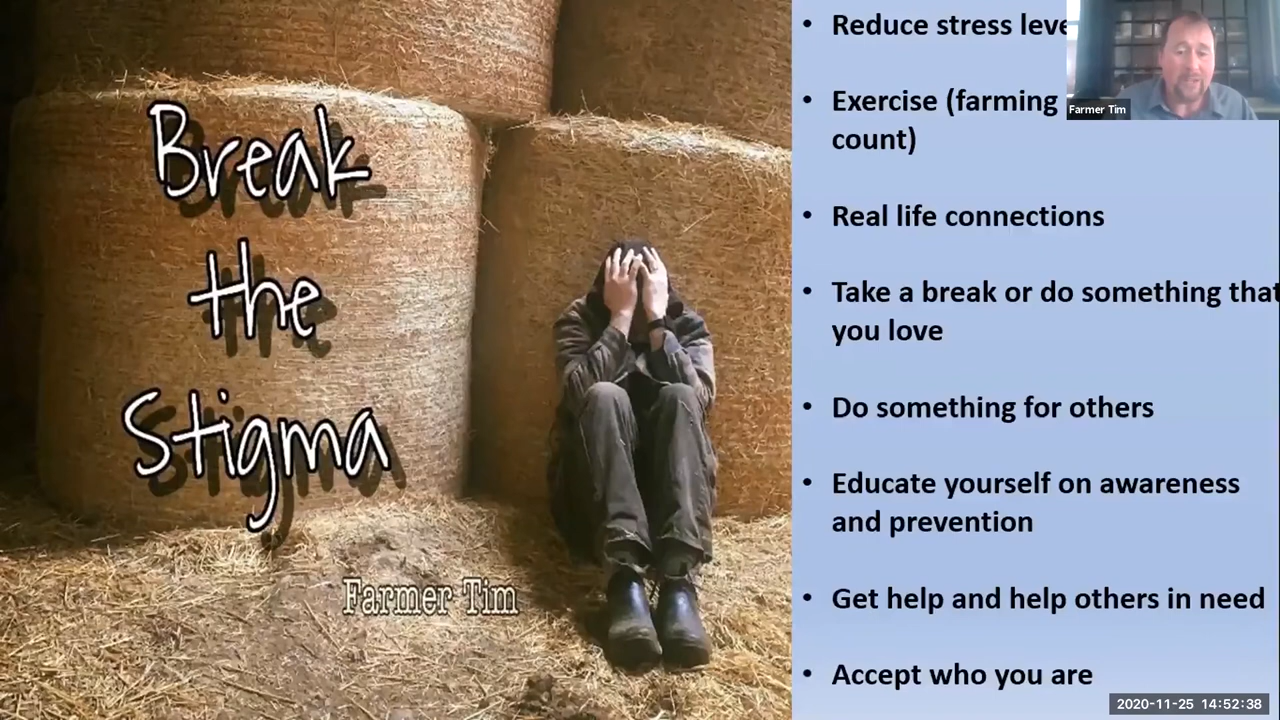 Break
the
Stigma
Farmer Tim
• Reduce stress
• Exercise (farming
count)
• Real life connections
• Take a break or do something that
you love
• Do something for others
• Educate yourself on awareness
and prevention
• Get help and help others in need
• Accept who you are
Farmer Tim
2020-11-25 14:52:38